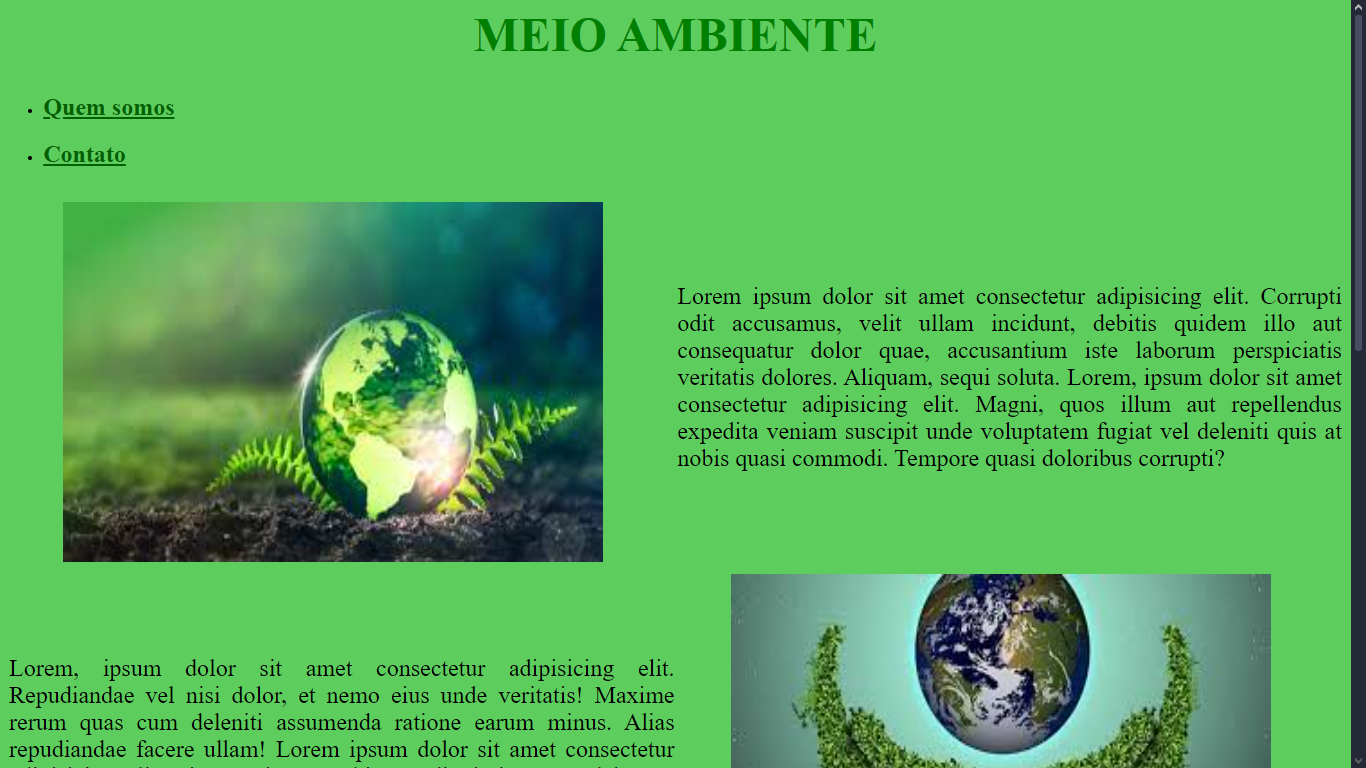 MEIO AMBIENTE
Quem somos
Contato
Lorem ipsum dolor sit amet consectetur adipisicing elit. Corrupti
odit accusamus, velit ullam incidunt, debitis quidem illo aut
consequatur dolor quae, accusantium iste laborum perspiciatis
veritatis dolores. Aliquam, sequi soluta. Lorem, ipsum dolor sit amet
consectetur adipisicing elit. Magni, quos illum aut repellendus
expedita veniam suscipit unde voluptatem fugiat vel deleniti quis at
nobis quasi commodi. Tempore quasi doloribus corrupti?
Lorem, ipsum dolor sit amet consectetur adipisicing elit.
Repudiandae vel nisi dolor, et nemo eius unde veritatis! Maxime
rerum quas cum deleniti assumenda ratione earum minus. Alias
repudiandae facere ullam! Lorem ipsum dolor sit amet consectetur